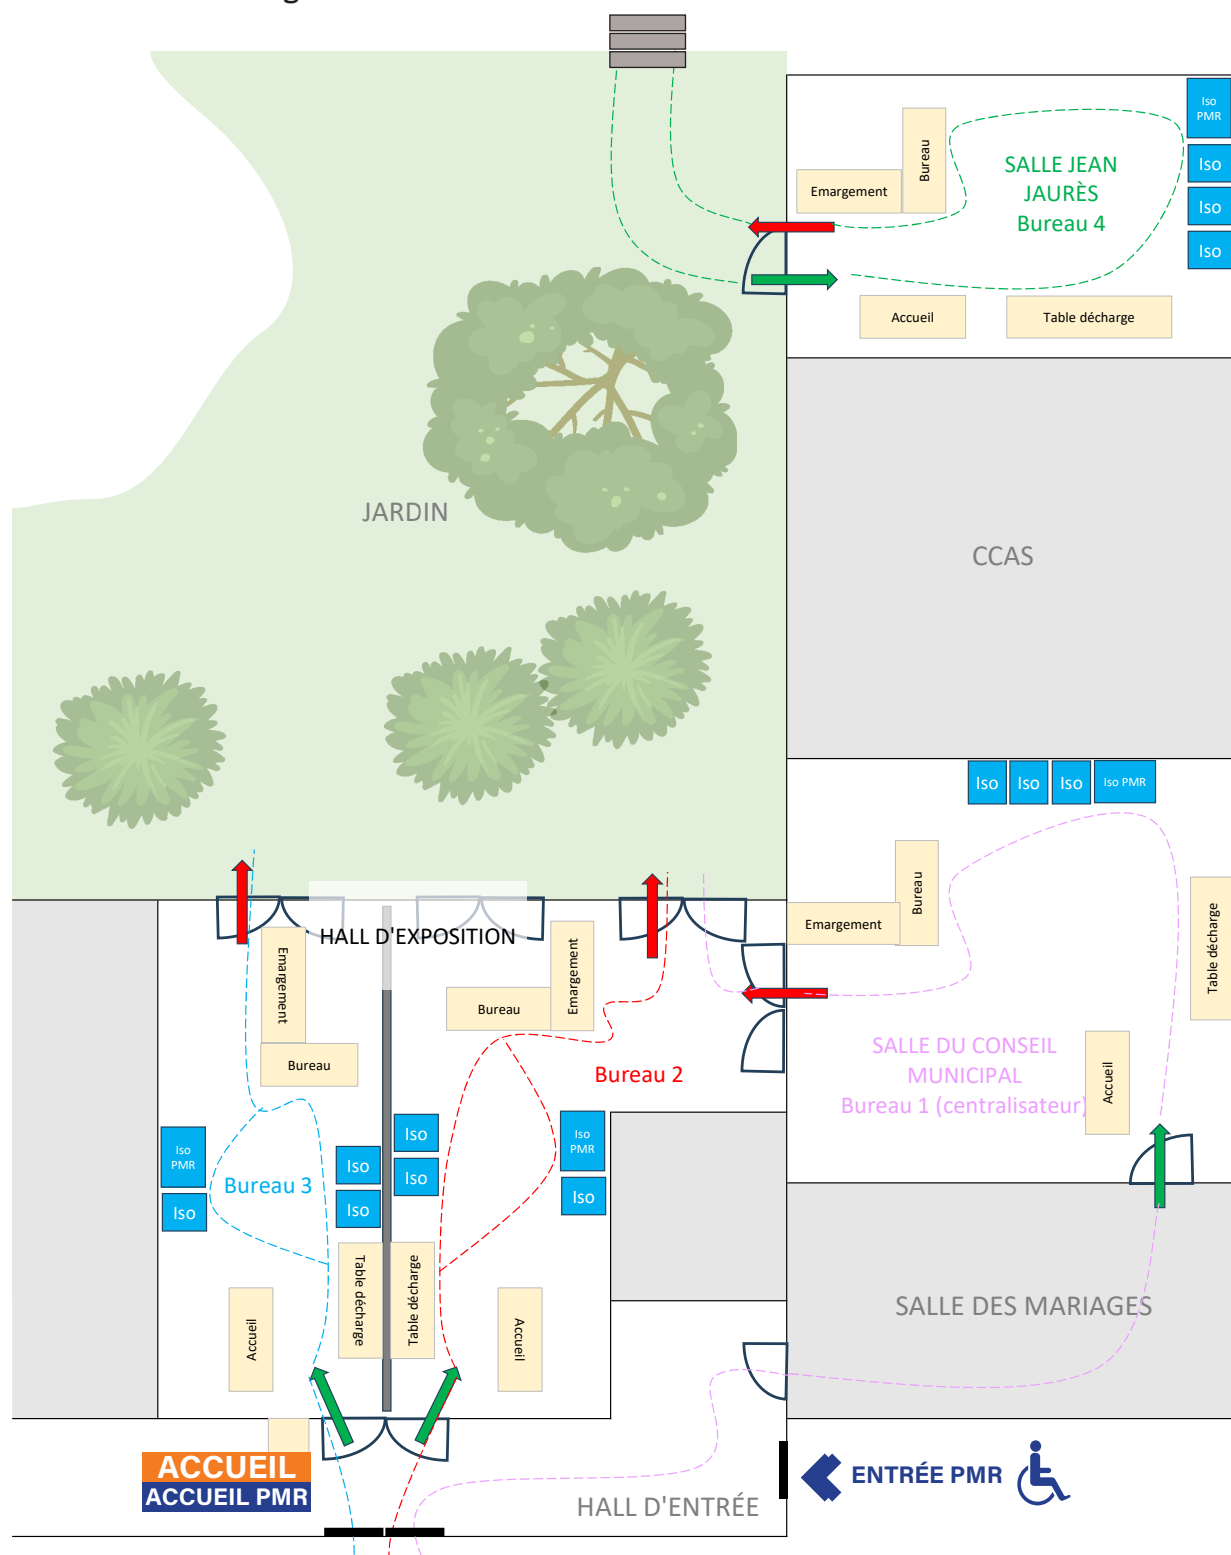 Iso
PMR
Iso
Iso
Iso
Bureau
Emargement
SALLE JEAN
JAURÈS
Bureau 4
Accueil
Table décharge
JARDIN
CCAS
Iso
Iso
Iso
Iso PMR
Bureau
Emargement
Table décharge
SALLE DU CONSEIL
MUNICIPAL
Bureau 1 (centralisateur)
Accueil
HALL D'EXPOSITION
Emargement
Bureau
Emargement
Bureau
Bureau 2
Iso
PMR
Iso
Bureau 3
Iso
Iso
Iso
Iso
Iso
PMR
Iso
Table décharge
Table décharge
Accueil
Accueil
SALLE DES MARIAGES
ACCUEIL
ACCUEIL PMR
ENTRÉE PMR
HALL D'ENTRÉE